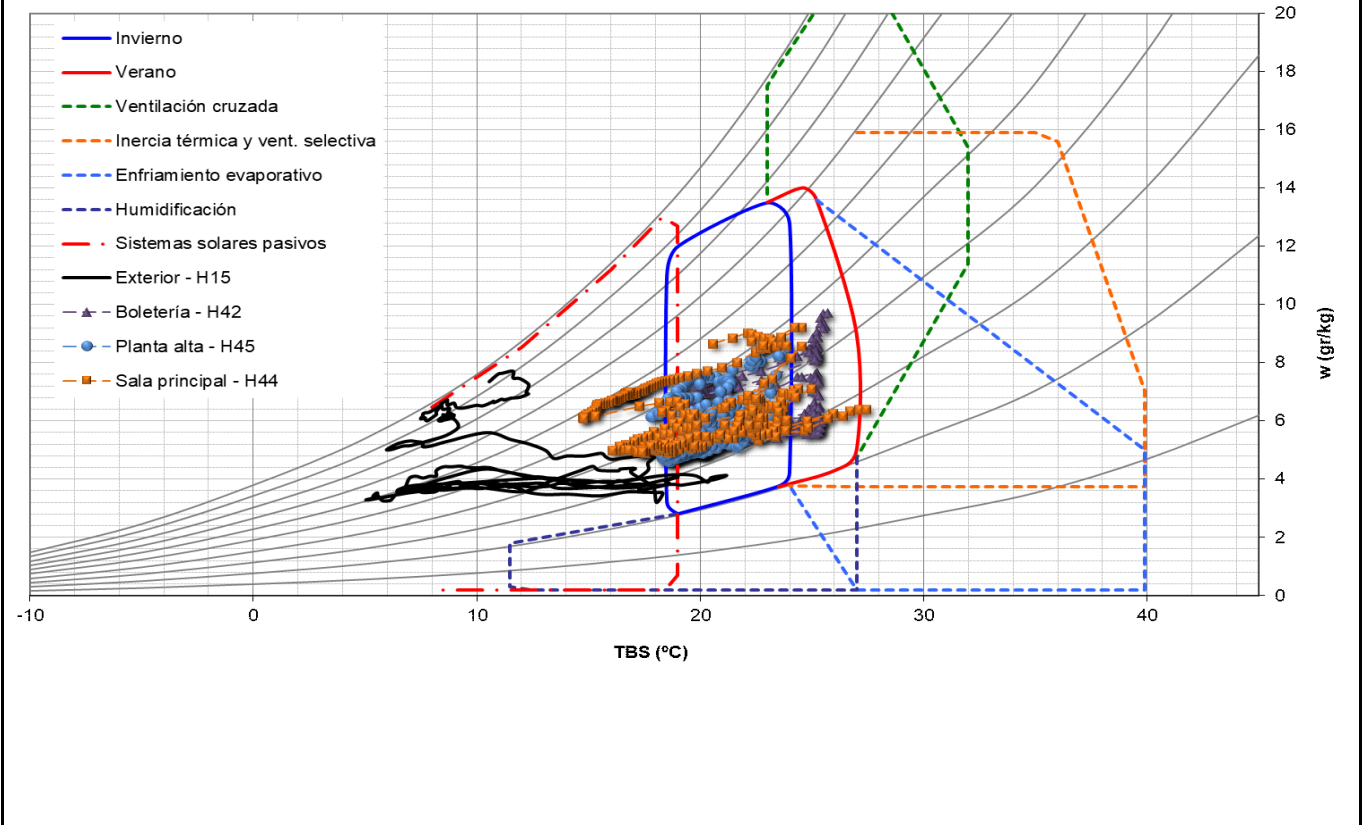 Invierno
Verano
Ventilación cruzada
Inercia térmica y vent. selectiva
Enfriamiento evaporativo
Humidificación
Sistemas solares pasivos
Exterior - H15
Boletería - H42
Planta alta - H45
Sala principal - H44
20
18
16
14
12
10
8
6
4
2
0
w (gr/kg)
-10
0
10
20
30
40
TBS (ºC)